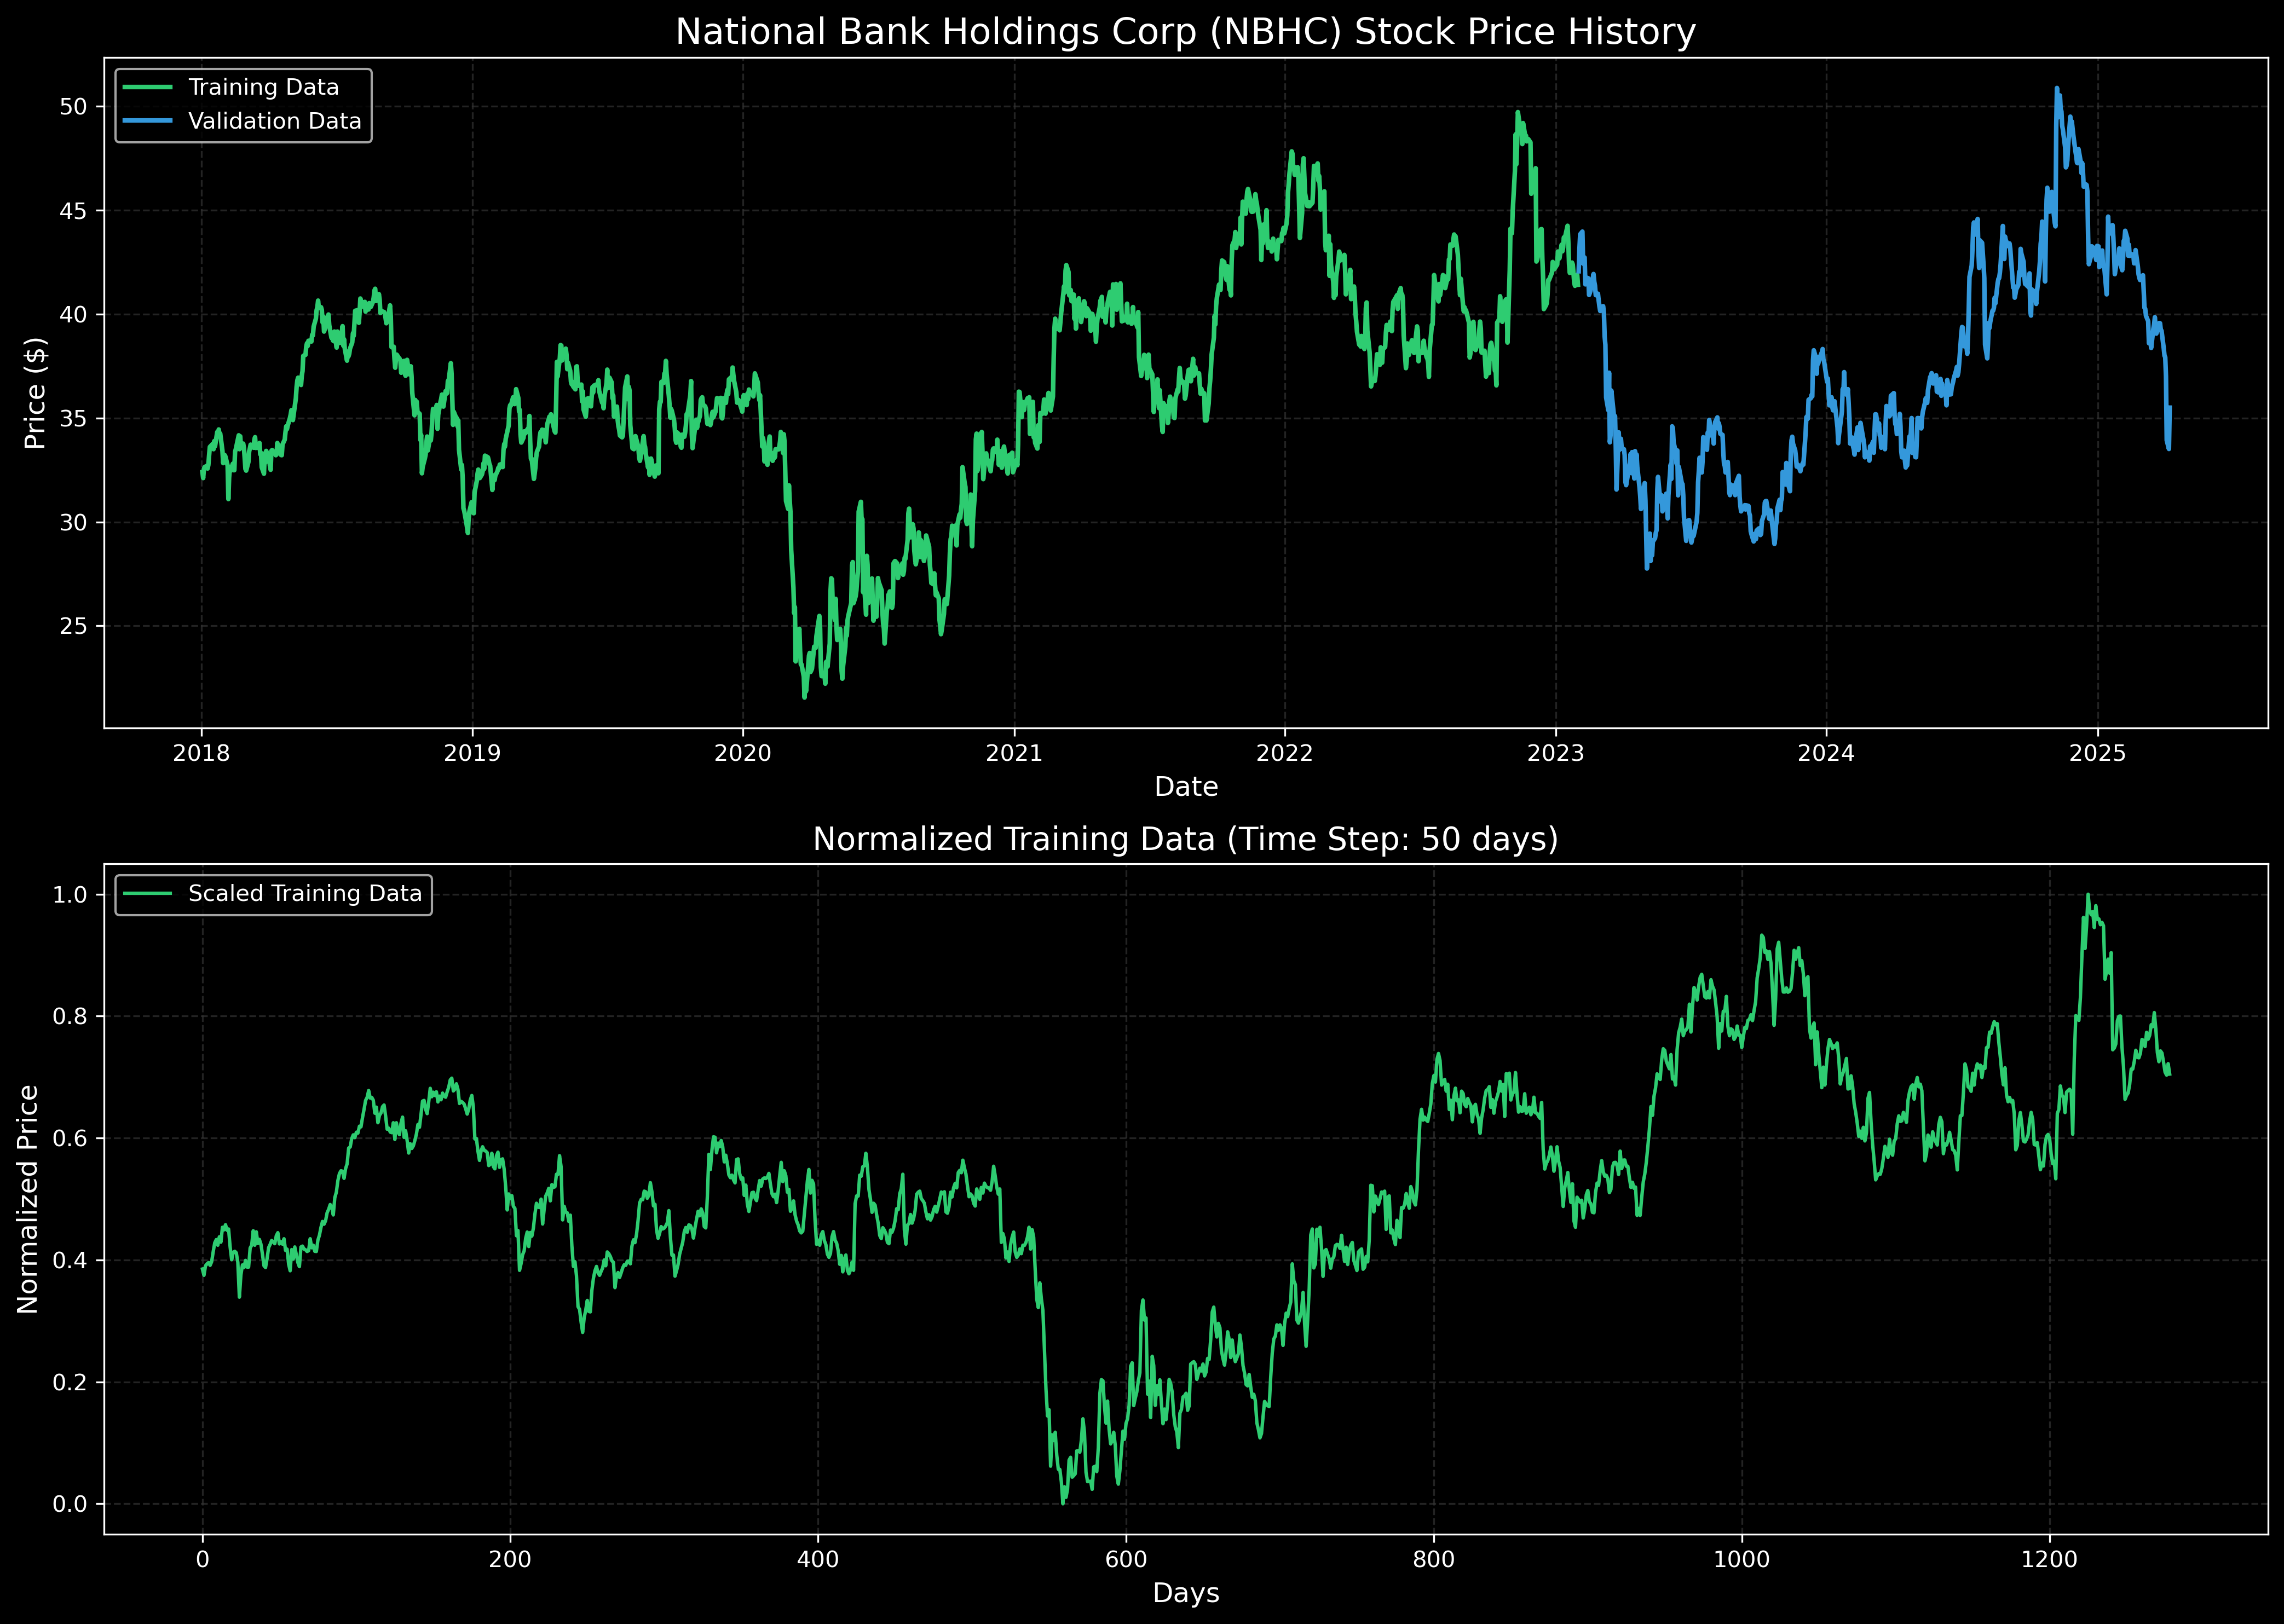 National Bank Holdings Corp (NBHC) Stock Price History
Training Data
Validation Data
Price ($)
50
45
40
35
30
25
2018 2019 2020 2021 2022 2023 2024 2025
Date
Normalized Training Data (Time Step: 50 days)
Scaled Training Data
Normalized Price
1.0
0.8
0.6
0.4
0.2
0.0
0 200 400 600 800 1000 1200
Days